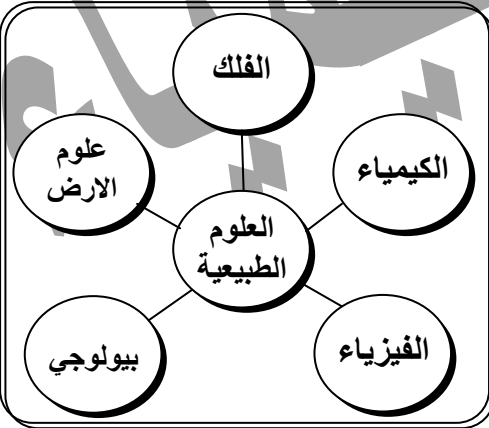 الفلك
الكيمياء
علوم
الارض
العلوم
الطبيعية
الفيزياء
بيولوجي